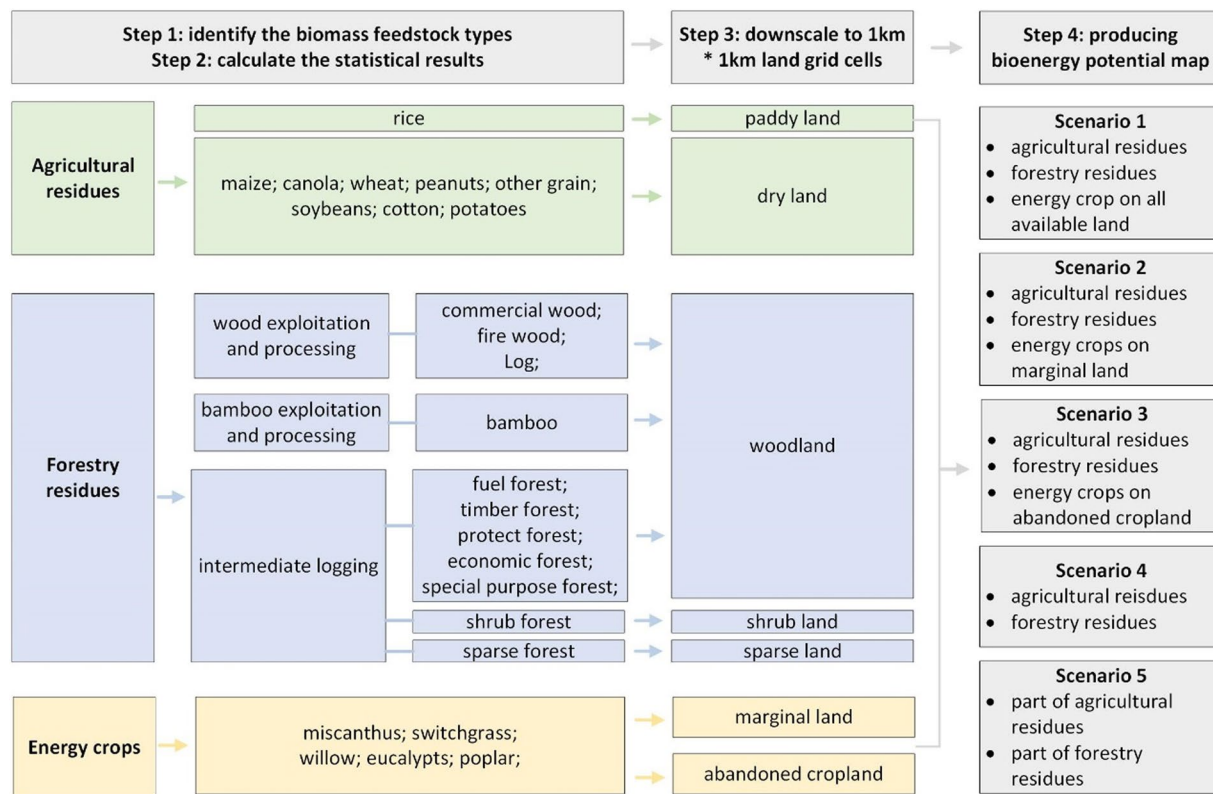 Step 1: identify the biomass feedstock types
Step 2: calculate the statistical results
Step 3: downscale to 1km
* 1km land grid cells
Step 4: producing
bioenergy potential map
Agricultural
residues
rice
paddy land
maize; canola; wheat; peanuts; other grain;
soybeans; cotton; potatoes
dry land
Forestry
residues
wood exploitation
and processing
commercial wood;
fire wood;
Log;
bamboo exploitation
and processing
bamboo
intermediate logging
fuel forest;
timber forest;
protect forest;
economic forest;
special purpose forest;
woodland
shrub forest
shrub land
sparse forest
sparse land
Energy crops
miscanthus; switchgrass;
willow; eucalypts; poplar;
marginal land
abandoned cropland
Scenario 1
• agricultural residues
• forestry residues
• energy crop on all
available land
Scenario 2
• agricultural residues
• forestry residues
• energy crops on
marginal land
Scenario 3
• agricultural residues
• forestry residues
• energy crops on
abandoned cropland
Scenario 4
• agricultural reisdues
• forestry residues
Scenario 5
• part of agricultural
residues
• part of forestry
residues